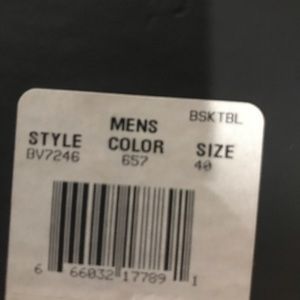 BSKTBL
MENS
STYLE COLOR SIZE
BV7246 657 40
6 66032 17789 1